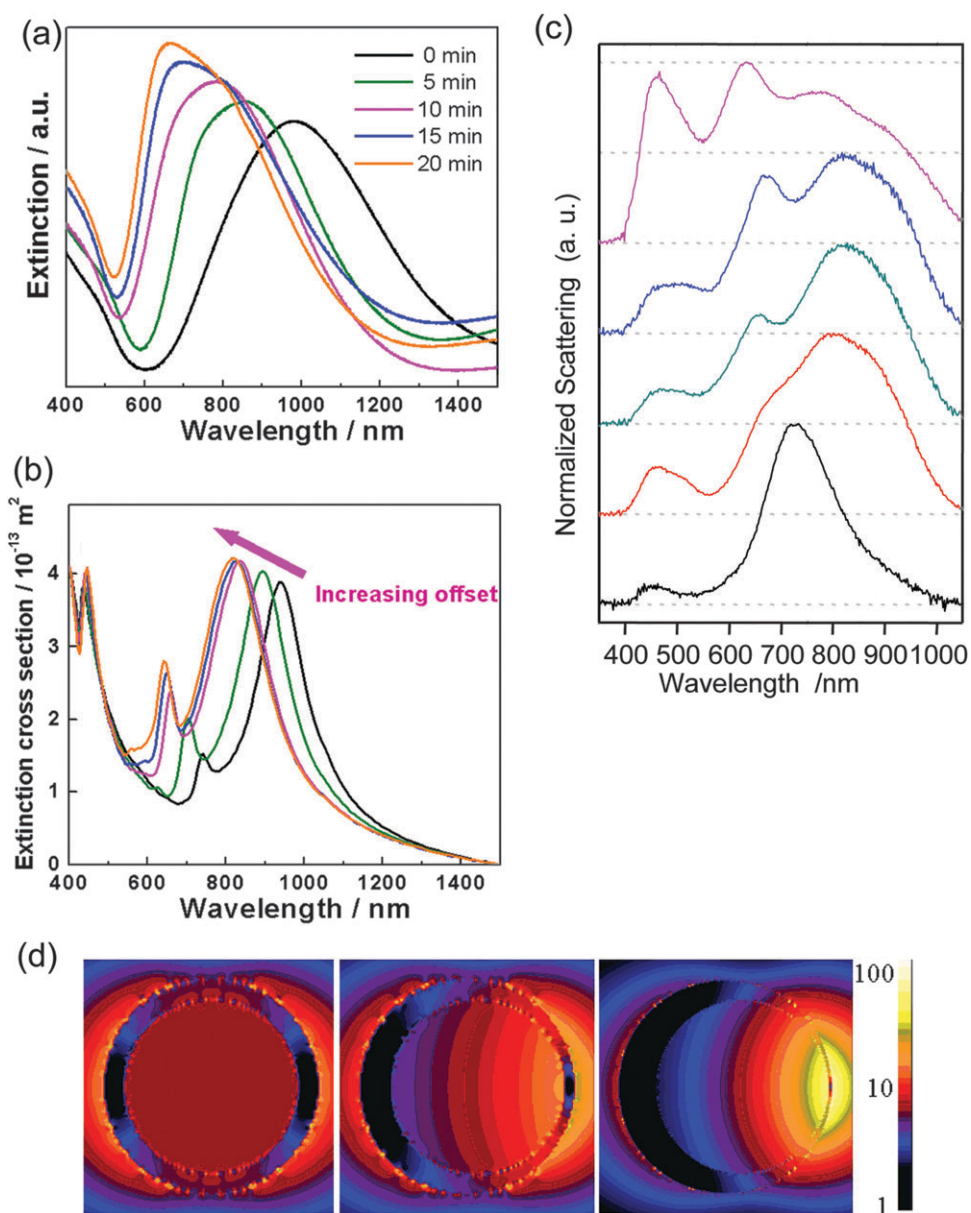 (a)
Extinction / a.u.
0 min
5 min
10 min
15 min
20 min
400 600 800 1000 1200 1400
Wavelength / nm
(b)
Extinction cross section / 10⁻¹³ m²
4
3
2
1
0
Increasing offset
400 600 800 1000 1200 1400
Wavelength / nm
(c)
Normalized Scattering (a. u.)
400 500 600 700 800 900 1000
Wavelength /nm
(d)
100
10
1